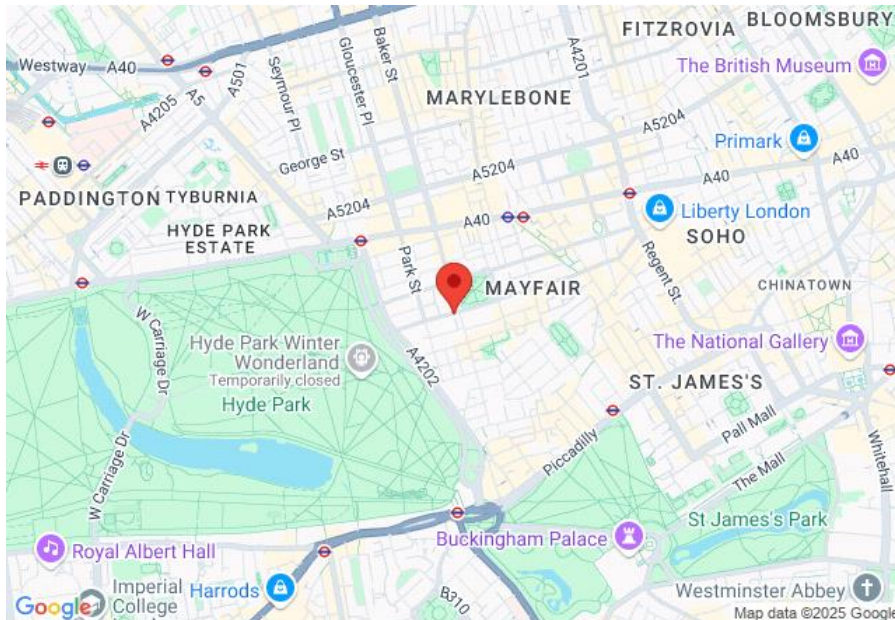 BLOOMSBURY
FITZROVIA
Westway
A40
A501
A5
A4205
Seymour Pl
Gloucester Pl
Baker St
A4201
The British Museum
MARYLEBONE
A5204
Primark
George St
A5204
A40
A40
PADDINGTON
TYBURNIA
A5204
A40
Liberty London
HYDE PARK
ESTATE
SOHO
Park St
Regent St.
MAYFAIR
CHINATOWN
W Carriage Dr
Hyde Park Winter
Wonderland
Temporarily closed
Hyde Park
A4202
The National Gallery
ST. JAMES'S
Pall Mall
Piccadilly
The Mall
Whitehall
W Carriage Dr
St James's Park
Royal Albert Hall
Buckingham Palace
Harrods
Imperial
College
B310
Westminster Abbey
Google
Map data ©2025 Google